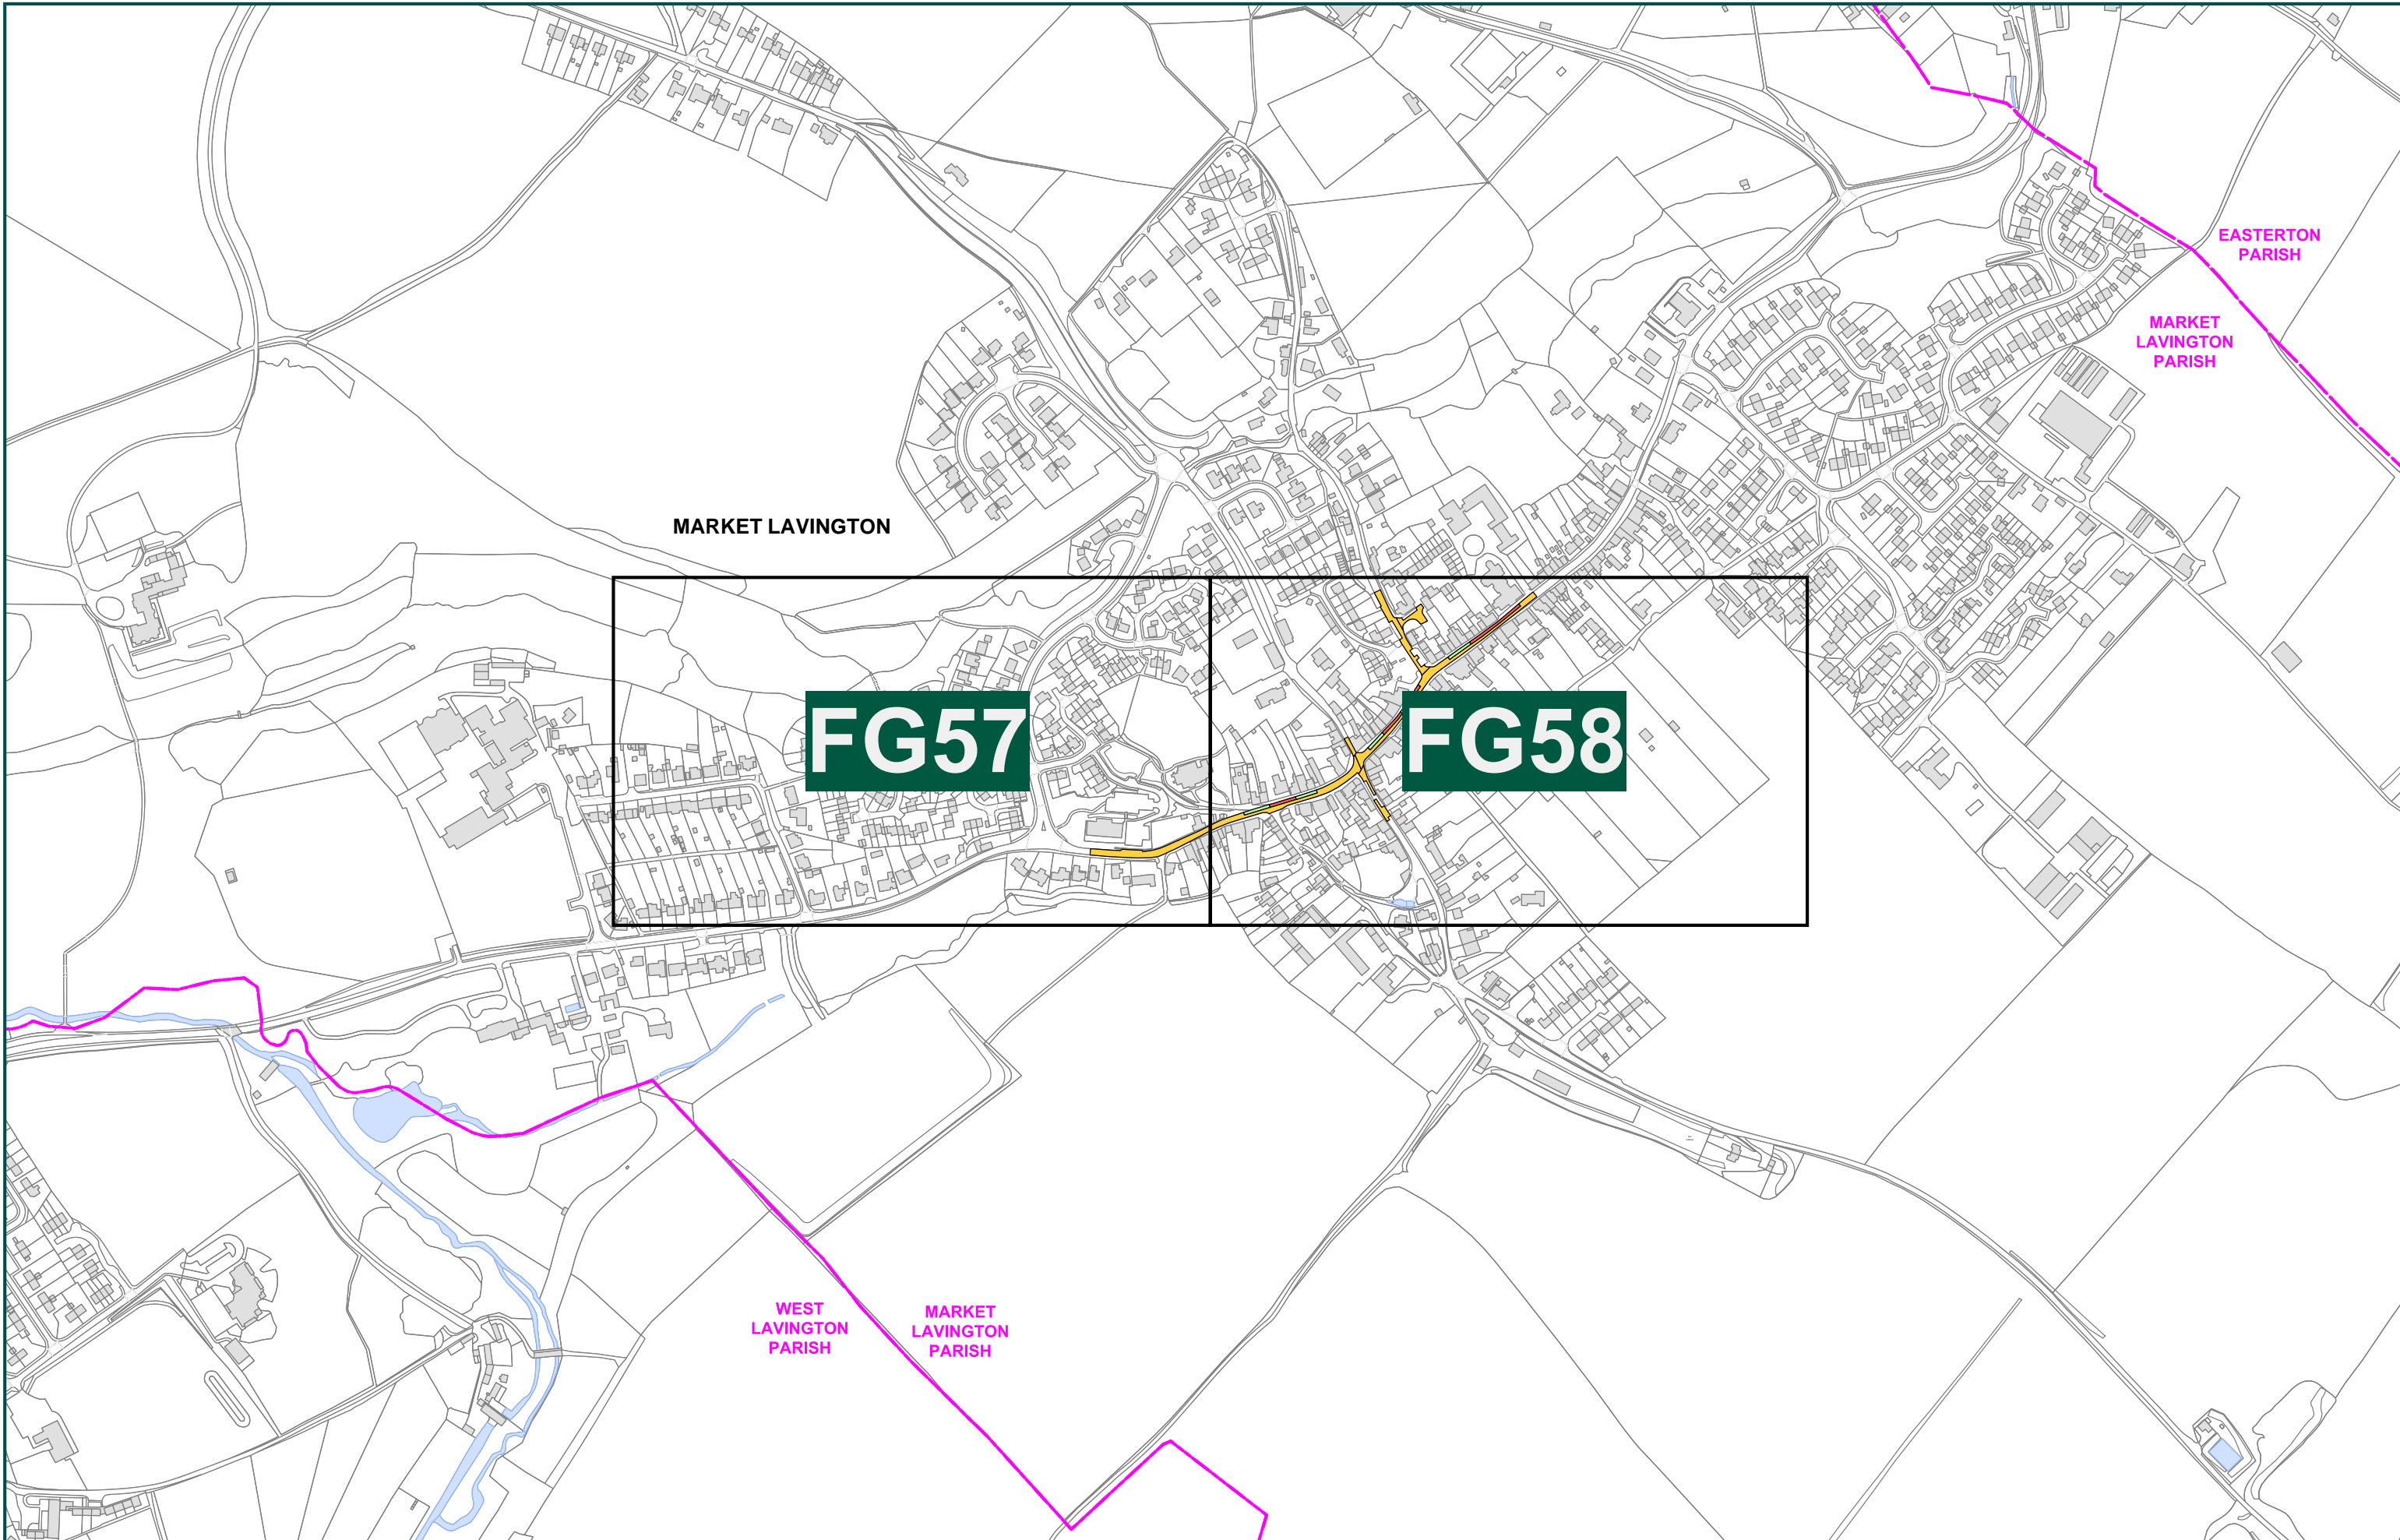 EASTERTON
PARISH
MARKET
LAVINGTON
PARISH
MARKET LAVINGTON
FG57
FG58
WEST
LAVINGTON
PARISH
MARKET
LAVINGTON
PARISH